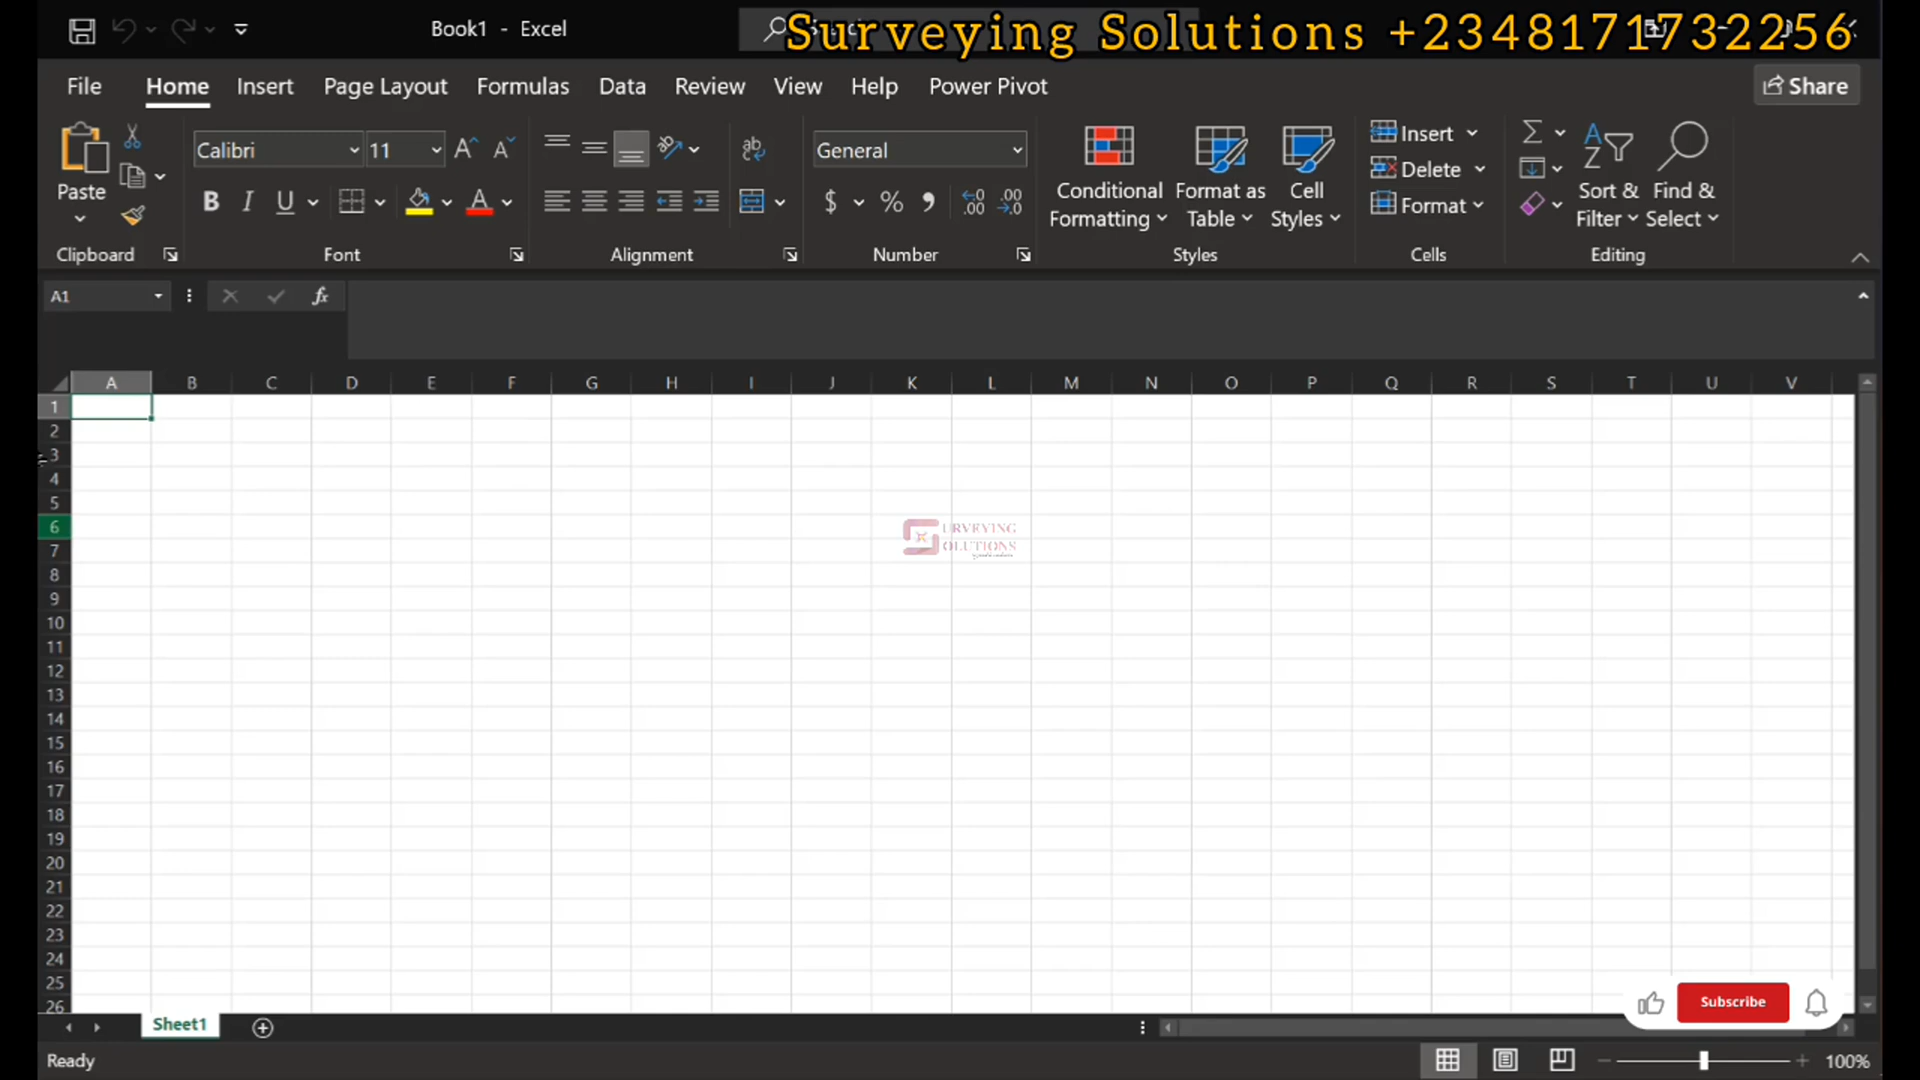 Book1 - Excel
Surveying Solutions +2348171732256
File Home Insert Page Layout Formulas Data Review View Help Power Pivot Share
Calibri 11 General
Paste
B I U
$ % ,
Conditional Formatting
Format as Table
Cell Styles
Insert
Delete
Format
Sort & Filter
Find & Select
Clipboard Font Alignment Number Styles Cells Editing
A1 fx
A B C D E F G H I J K L M N O P Q R S T U V
1
2
3
4
5
6
7
8
9
10
11
12
13
14
15
16
17
18
19
20
21
22
23
24
25
26
SURVEYING
SOLUTIONS
Subscribe
Sheet1
Ready 100%